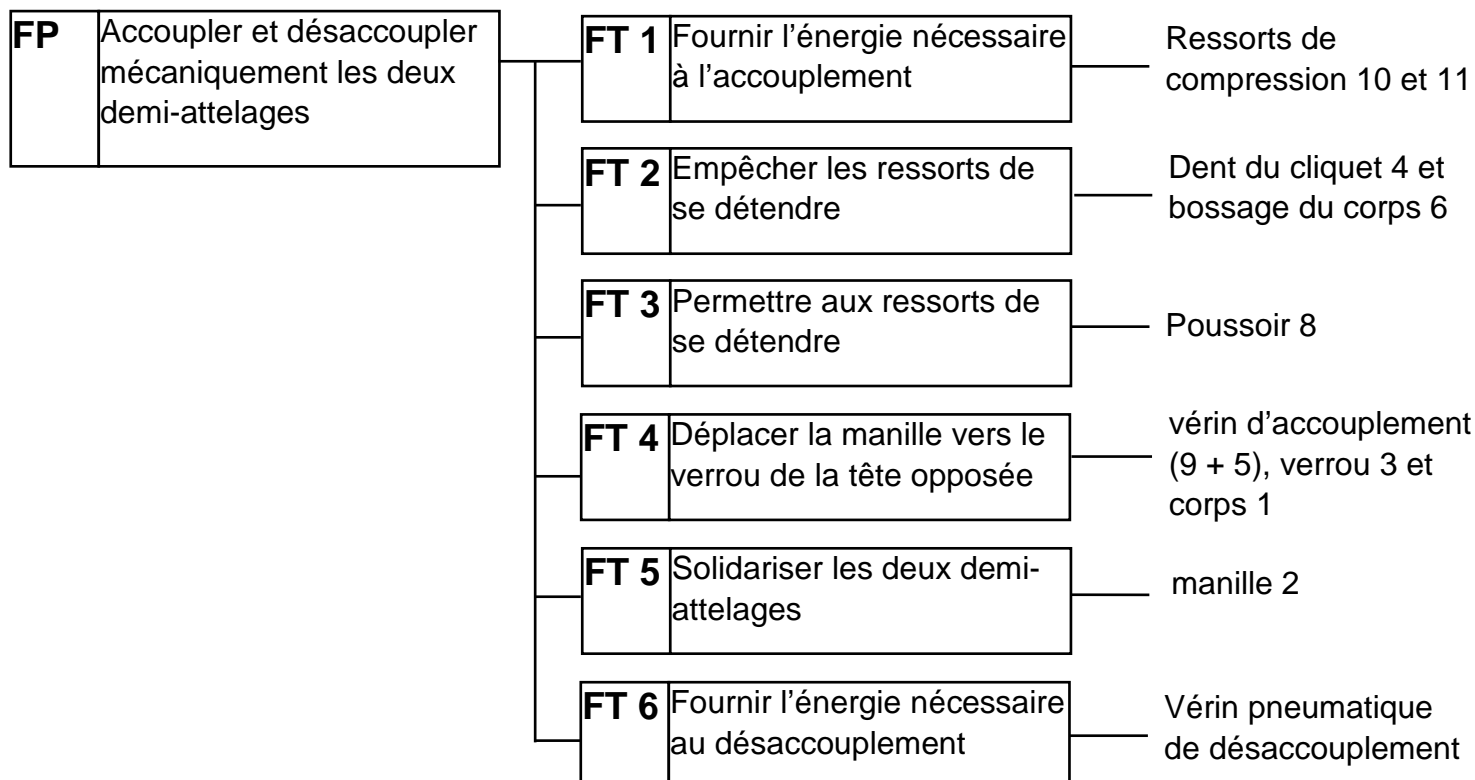 FP
Accoupler et désaccoupler
mécaniquement les deux
demi-attelages
FT 1
Fournir l’énergie nécessaire
à l’accouplement
Ressorts de
compression 10 et 11
FT 2
Empêcher les ressorts de
se détendre
Dent du cliquet 4 et
bossage du corps 6
FT 3
Permettre aux ressorts de
se détendre
Poussoir 8
FT 4
Déplacer la manille vers le
verrou de la tête opposée
vérin d’accouplement
(9 + 5), verrou 3 et
corps 1
FT 5
Solidariser les deux demi-
attelages
manille 2
FT 6
Fournir l’énergie nécessaire
au désaccouplement
Vérin pneumatique
de désaccouplement